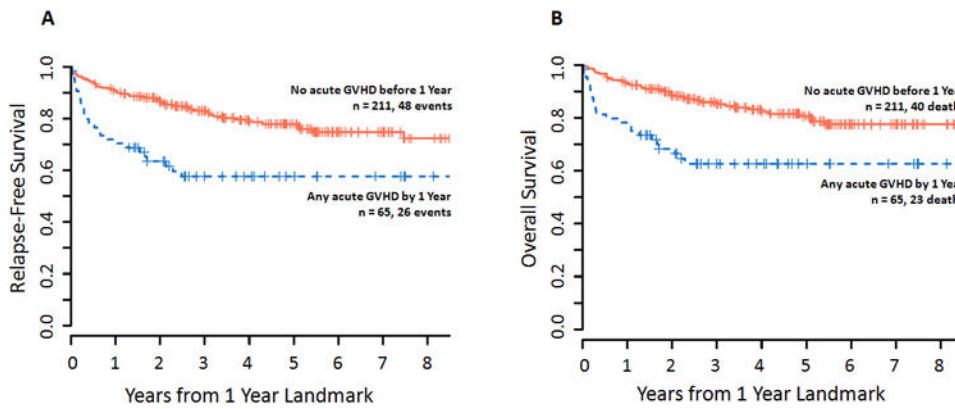 A
Relapse-Free Survival
1.0
0.8
0.6
0.4
0.2
0.0
No acute GVHD before 1 Year
n = 211, 48 events
Any acute GVHD by 1 Year
n = 65, 26 events
0 1 2 3 4 5 6 7 8
Years from 1 Year Landmark
B
Overall Survival
1.0
0.8
0.6
0.4
0.2
0.0
No acute GVHD before 1 Yea
n = 211, 40 death
Any acute GVHD by 1 Yea
n = 65, 23 death
0 1 2 3 4 5 6 7 8
Years from 1 Year Landmark